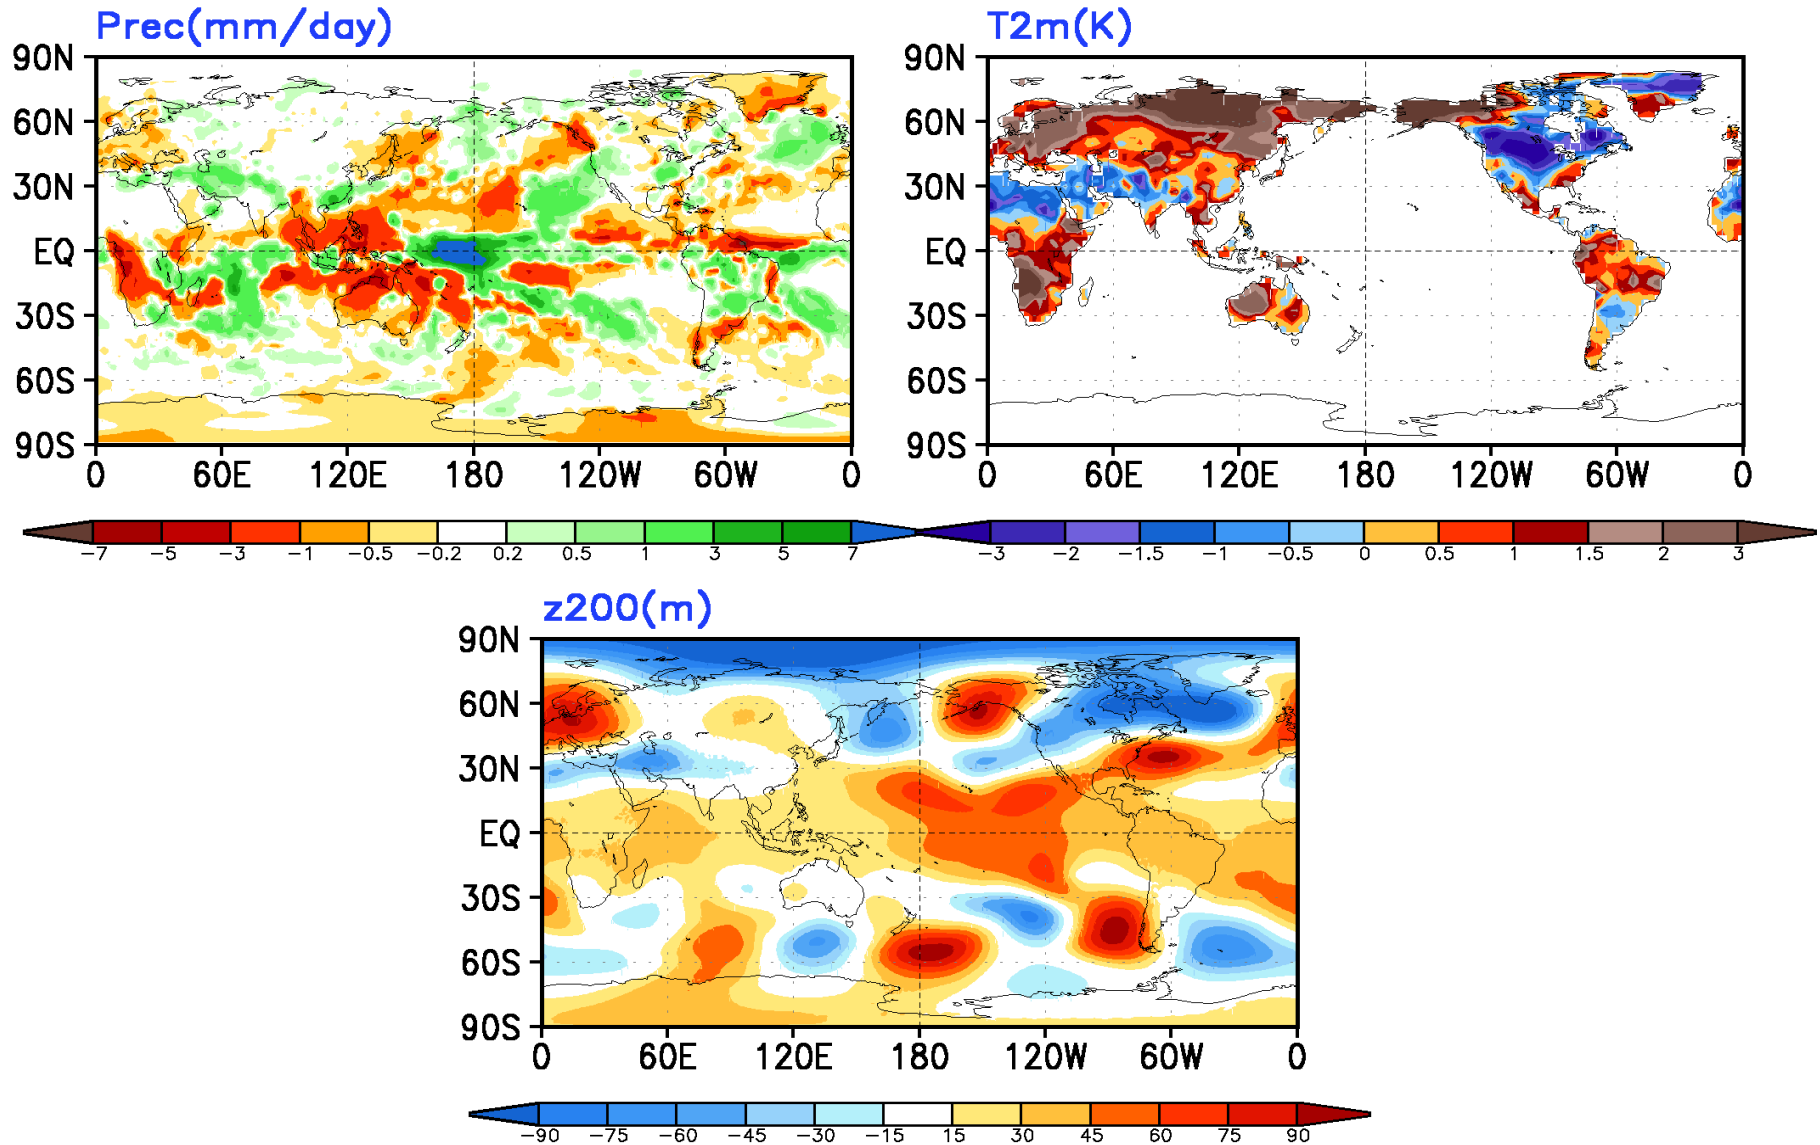 Prec(mm/day)
90N
60N
30N
EQ
30S
60S
90S
0 60E 120E 180 120W 60W 0
-7 -5 -3 -1 -0.5 -0.2 0.2 0.5 1 3 5 7
T2m(K)
90N
60N
30N
EQ
30S
60S
90S
0 60E 120E 180 120W 60W 0
-3 -2 -1.5 -1 -0.5 0 0.5 1 1.5 2 3
z200(m)
90N
60N
30N
EQ
30S
60S
90S
0 60E 120E 180 120W 60W 0
-90 -75 -60 -45 -30 -15 15 30 45 60 75 90